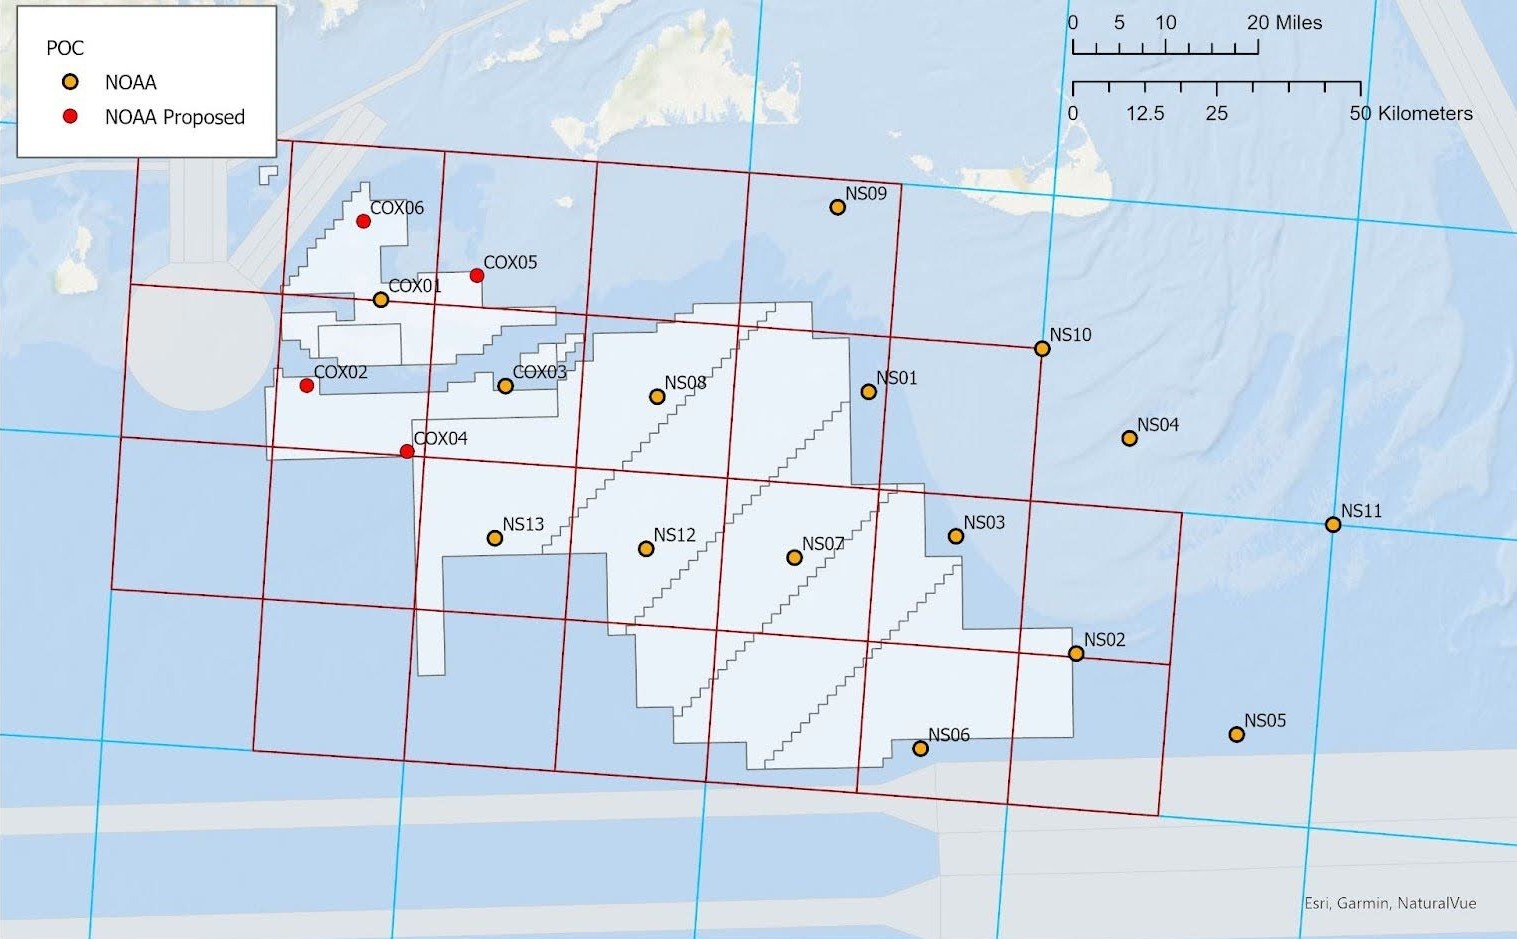 POC
NOAA
NOAA Proposed
0 5 10 20 Miles
0 12.5 25 50 Kilometers
NS09
COX06
COX05
COX01
NS10
COX02
COX03
NS08
NS01
COX04
NS04
NS11
NS13
NS12
NS07
NS03
NS02
NS06
NS05
Esri, Garmin, NaturalVue